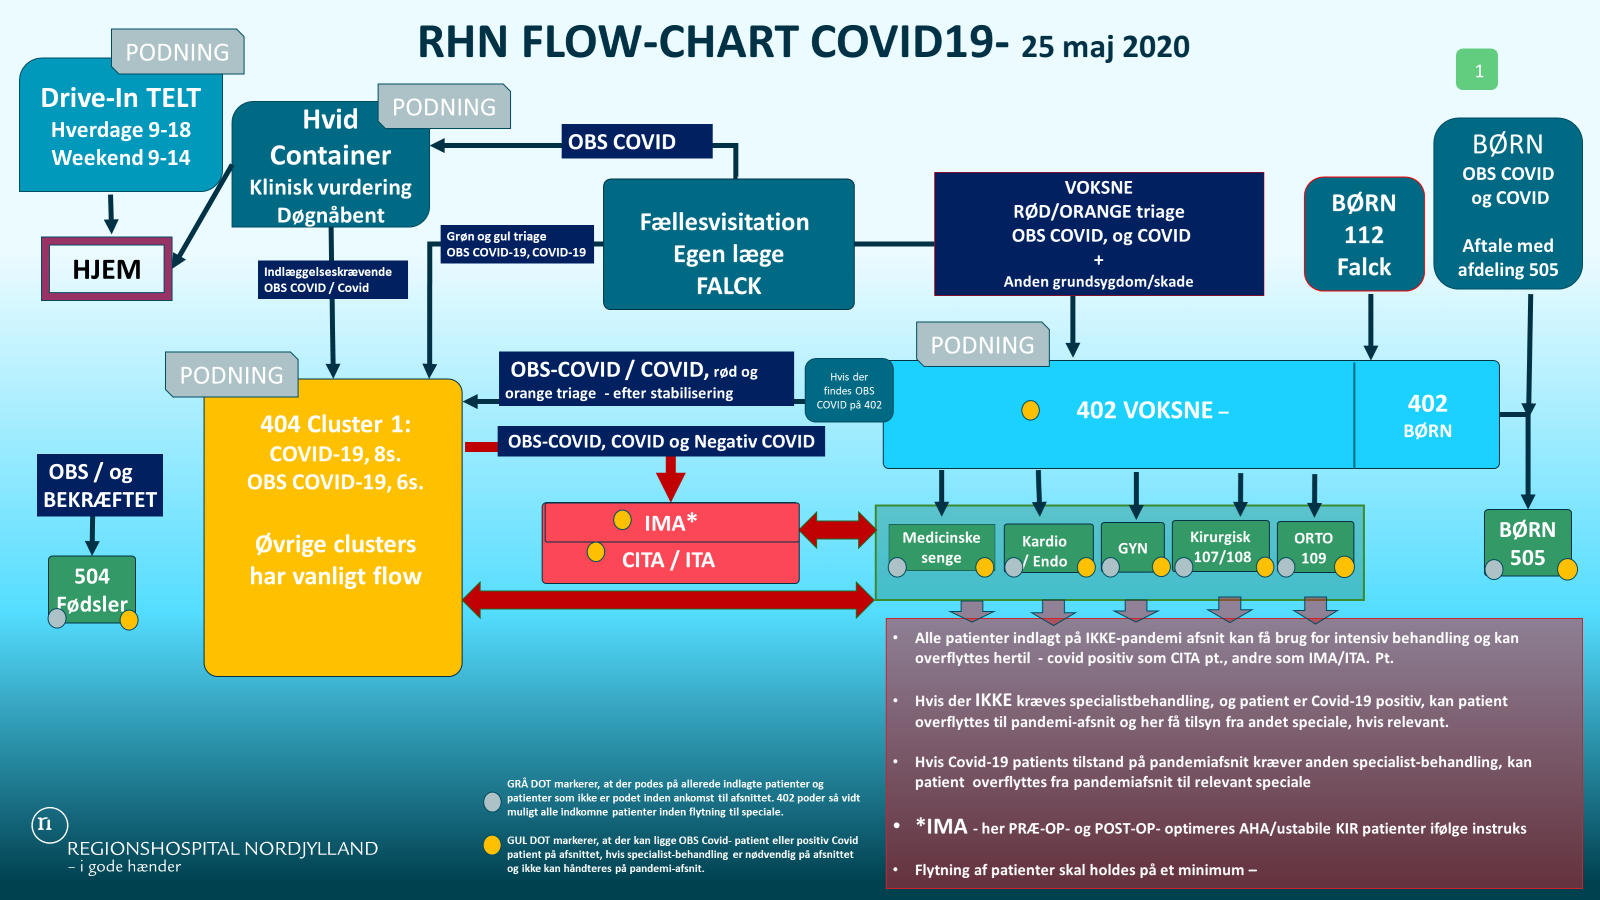 RHN FLOW-CHART COVID19- 25 maj 2020
1
PODNING
Drive-In TELT
Hverdage 9-18
Weekend 9-14
HJEM
PODNING
Hvid
Container
Klinisk vurdering
Døgnåbent
OBS COVID
Fællesvisitation
Egen læge
FALCK
Grøn og gul triage
OBS COVID-19, COVID-19
Indlæggelseskrævende
OBS COVID / Covid
VOKSNE
RØD/ORANGE triage
OBS COVID, og COVID
+
Anden grundsygdom/skade
BØRN
112
Falck
BØRN
OBS COVID
og COVID
Aftale med
afdeling 505
PODNING
404 Cluster 1:
COVID-19, 8s.
OBS COVID-19, 6s.
Øvrige clusters
har vanligt flow
OBS-COVID / COVID, rød og
orange triage - efter stabilisering
Hvis der
findes OBS
COVID på 402
PODNING
402 VOKSNE –
402
BØRN
OBS-COVID, COVID og Negativ COVID
OBS / og
BEKRÆFTET
504
Fødsler
IMA*
CITA / ITA
Medicinske
senge
Kardio
/ Endo
GYN
Kirurgisk
107/108
ORTO
109
BØRN
505
• Alle patienter indlagt på IKKE-pandemi afsnit kan få brug for intensiv behandling og kan
overflyttes hertil - covid positiv som CITA pt., andre som IMA/ITA. Pt.
• Hvis der IKKE kræves specialistbehandling, og patient er Covid-19 positiv, kan patient
overflyttes til pandemi-afsnit og her få tilsyn fra andet speciale, hvis relevant.
• Hvis Covid-19 patients tilstand på pandemiafsnit kræver anden specialist-behandling, kan
patient overflyttes fra pandemiafsnit til relevant speciale
• *IMA - her PRÆ-OP- og POST-OP- optimeres AHA/ustabile KIR patienter ifølge instruks
• Flytning af patienter skal holdes på et minimum –
GRÅ DOT markerer, at der podes på allerede indlagte patienter og
patienter som ikke er podet inden ankomst til afsnittet. 402 poder så vidt
muligt alle indkomne patienter inden flytning til speciale.
GUL DOT markerer, at der kan ligge OBS Covid- patient eller positiv Covid
patient på afsnittet, hvis specialist-behandling er nødvendig på afsnittet
og ikke kan håndteres på pandemi-afsnit.
n
REGIONSHOSPITAL NORDJYLLAND
– i gode hænder